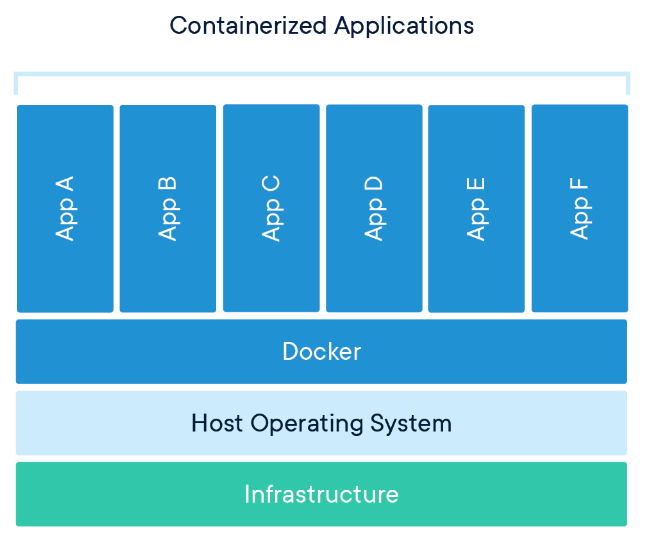 Containerized Applications
App A
App B
App C
App D
App E
App F
Docker
Host Operating System
Infrastructure